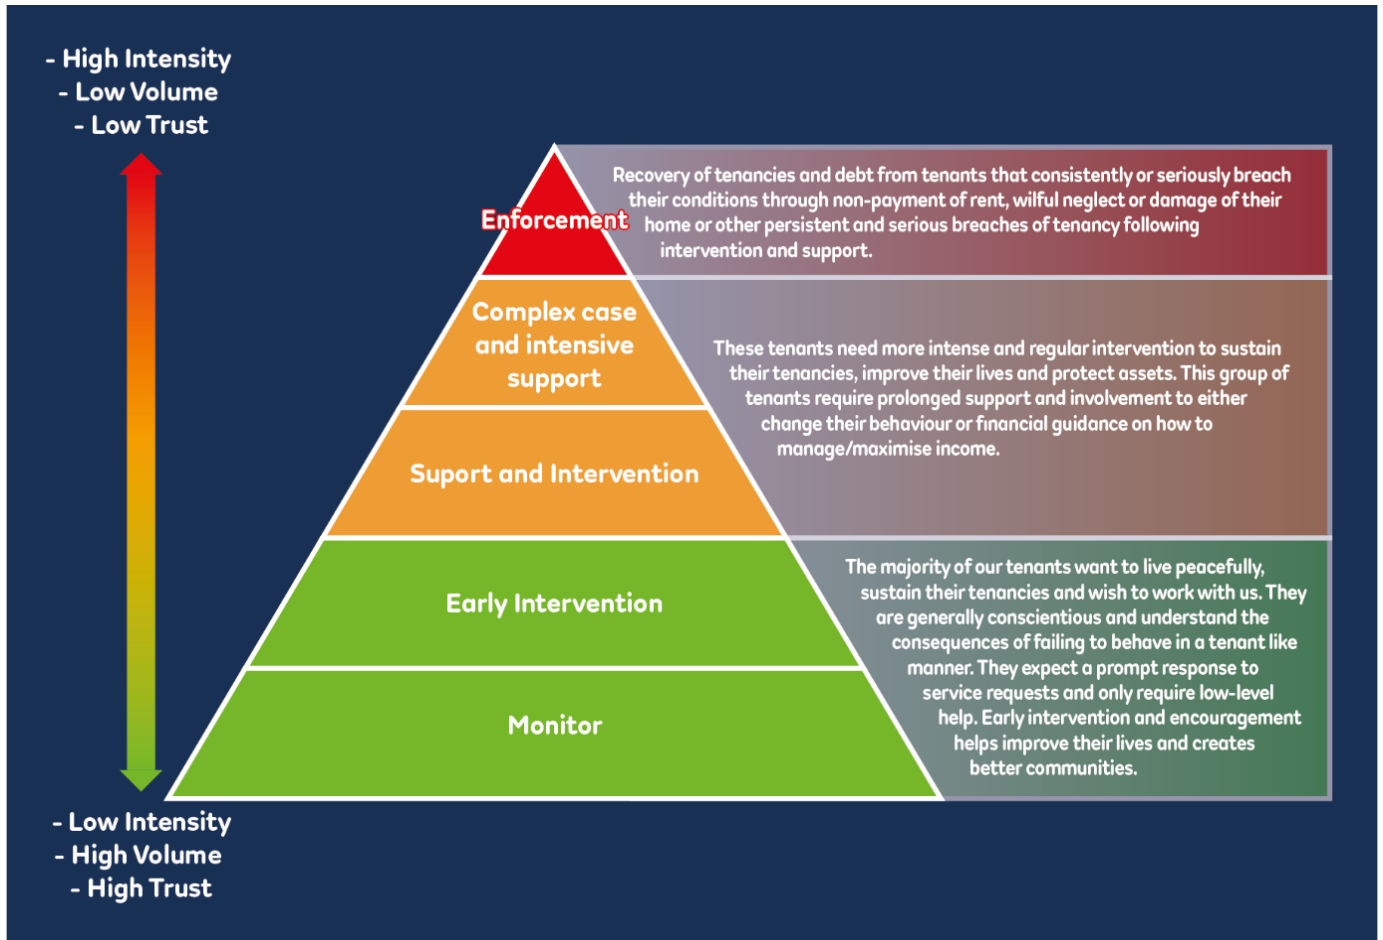 - High Intensity
- Low Volume
- Low Trust
Enforcement
Recovery of tenancies and debt from tenants that consistently or seriously breach
their conditions through non-payment of rent, wilful neglect or damage of their
home or other persistent and serious breaches of tenancy following
intervention and support.
Complex case
and intensive
support
These tenants need more intense and regular intervention to sustain
their tenancies, improve their lives and protect assets. This group of
tenants require prolonged support and involvement to either
change their behaviour or financial guidance on how to
manage/maximise income.
Suport and Intervention
Early Intervention
The majority of our tenants want to live peacefully,
sustain their tenancies and wish to work with us. They
are generally conscientious and understand the
consequences of failing to behave in a tenant like
manner. They expect a prompt response to
service requests and only require low-level
help. Early intervention and encouragement
helps improve their lives and creates
better communities.
Monitor
- Low Intensity
- High Volume
- High Trust